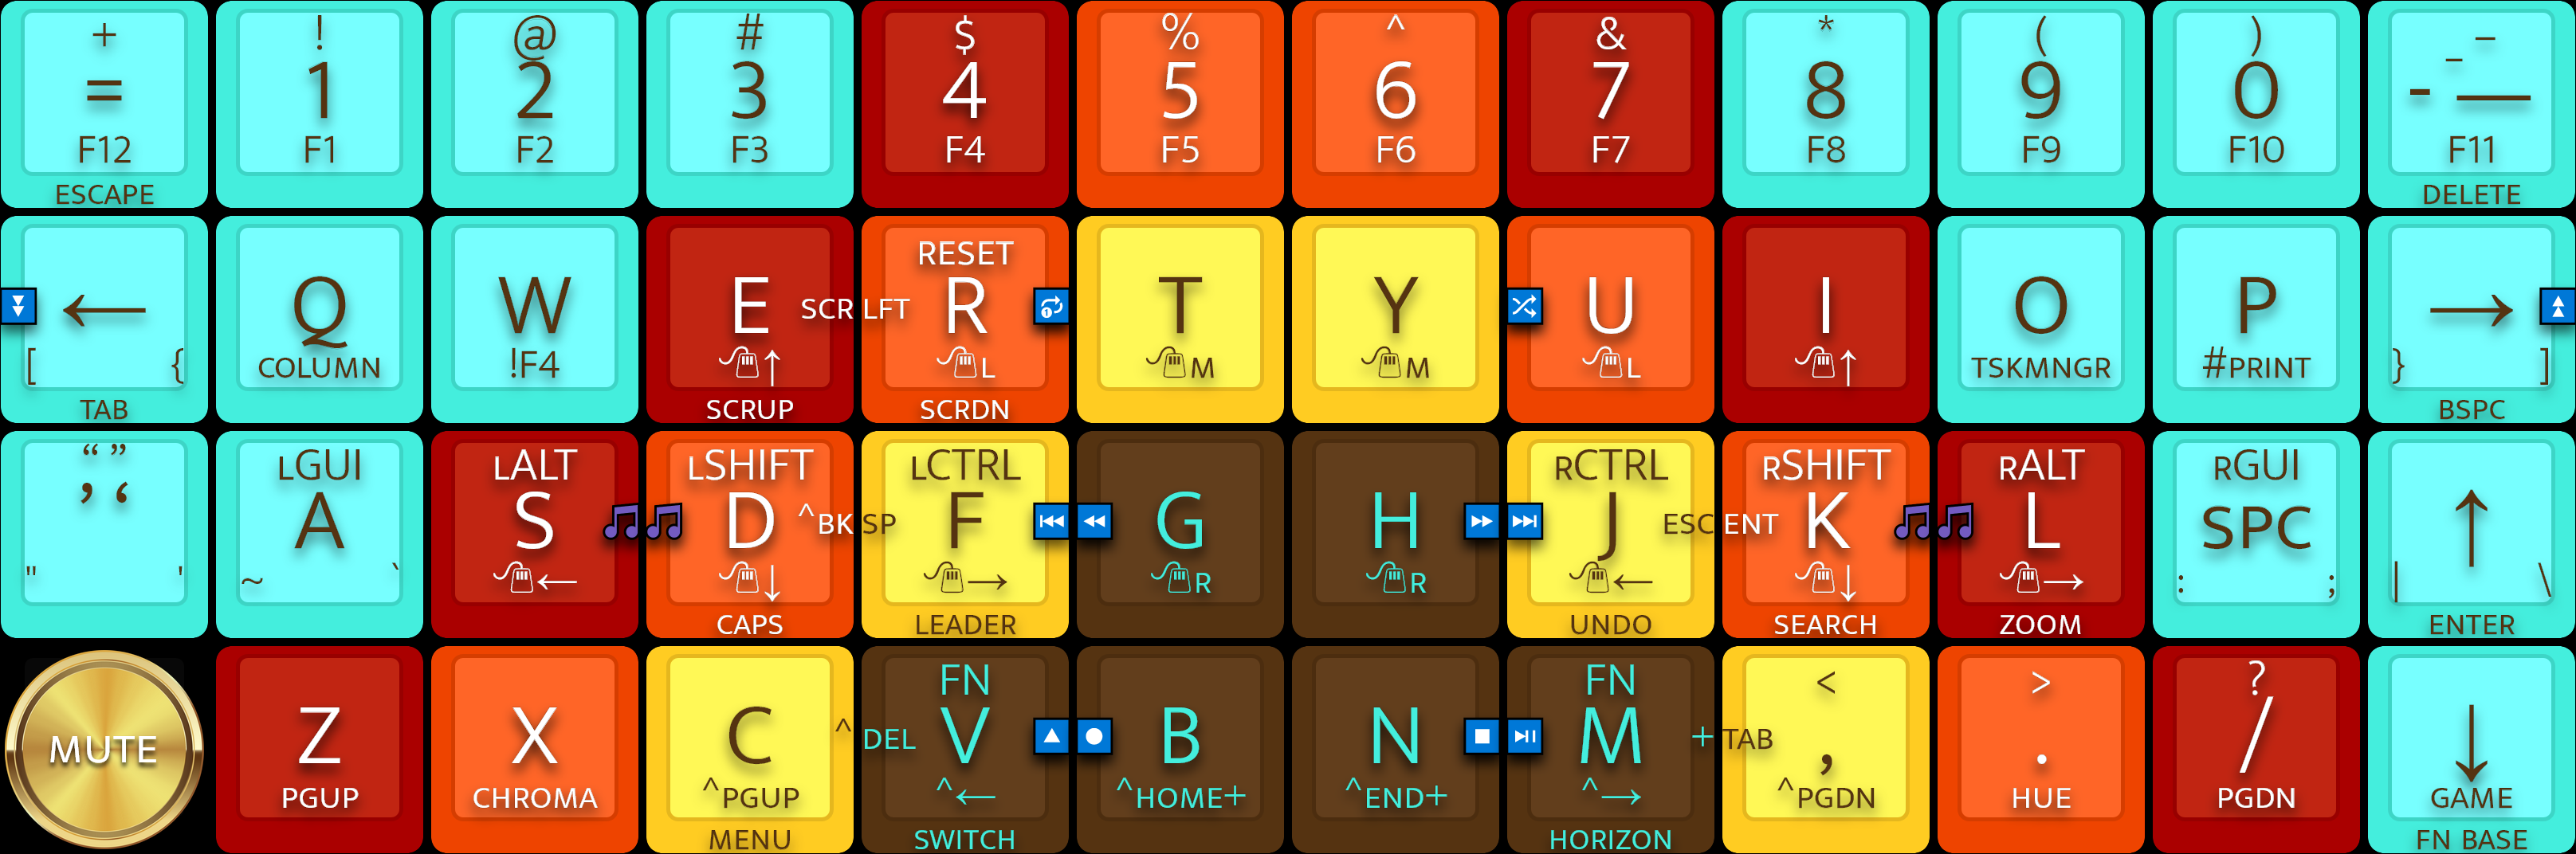 + ! @ # $ % ^ & * ( ) _ –
= 1 2 3 4 5 6 7 8 9 0 - —
F12 F1 F2 F3 F4 F5 F6 F7 F8 F9 F10 F11
ESCAPE DELETE
RESET
← Q W E SCR LFT R T Y U I O P →
[ { COLUMN !F4 ↑ L M M L ↑ TSKMNGR #PRINT } ]
TAB SCRUP SCRDN BSPC
“ ” LGUI LALT LSHIFT LCTRL RCTRL RSHIFT RALT RGUI
’ ‘ A S D ^BK SP F G H J ESC ENT K L SPC ↑
" ' ~ ` ← ↓ → R R ← ↓ → : ; | \
CAPS LEADER UNDO SEARCH ZOOM ENTER
FN FN < > ?
MUTE Z X C ^ DEL V B N M + TAB , . / ↓
PGUP CHROMA ^PGUP ^← ^HOME+ ^END+ ^→ ^PGDN HUE PGDN GAME
MENU SWITCH HORIZON FN BASE